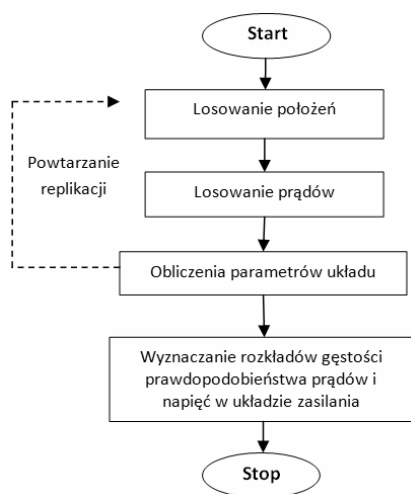 Start
Losowanie położeń
Powtarzanie
replikacji
Losowanie prądów
Obliczenia parametrów układu
Wyznaczanie rozkładów gęstości
prawdopodobieństwa prądów i
napięć w układzie zasilania
Stop